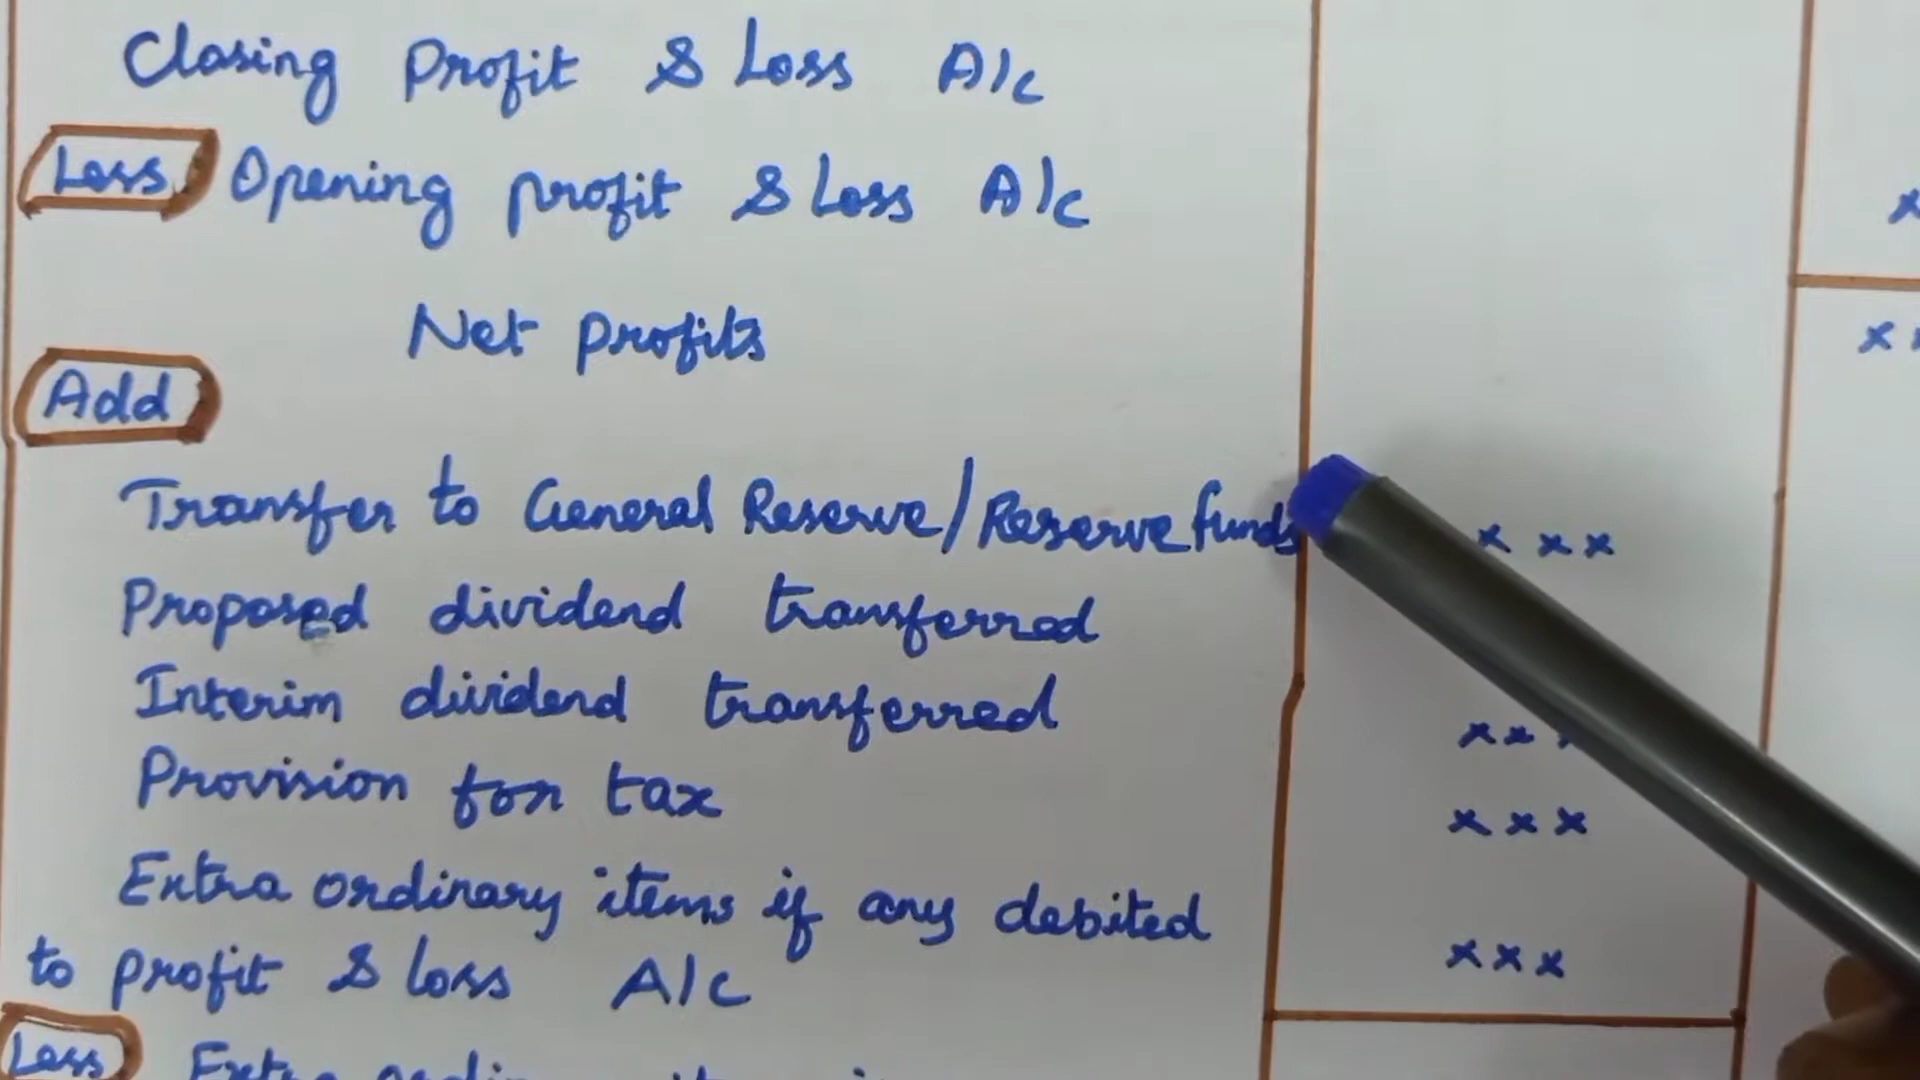 Closing Profit & Loss A/c
Less Opening profit & Loss A/c x
Net Profits x x
Add
Transfer to General Reserve/Reserve funds x x x
Proposed dividend transferred
Interim dividend transferred x x
Provision for tax x x x
Extra ordinary items if any debited
to profit & loss A/c x x x
Less Extra